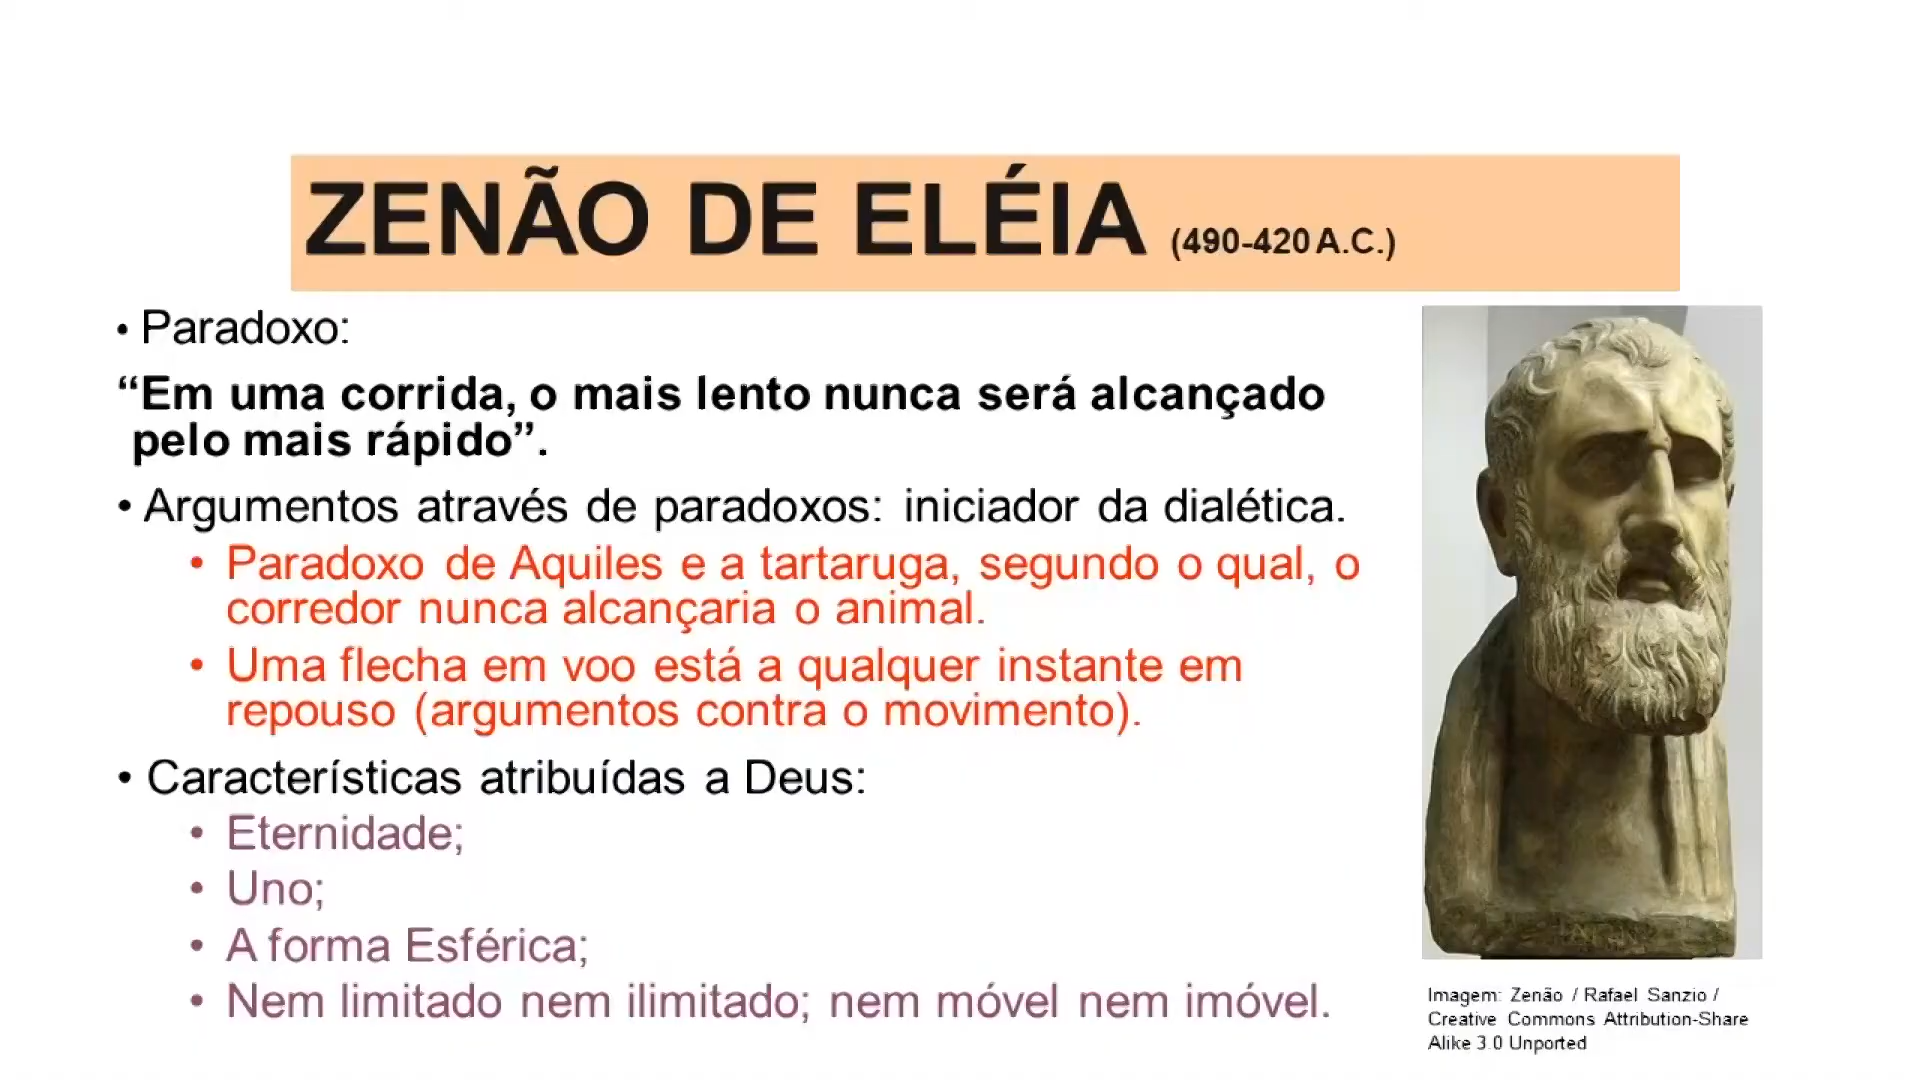 ZENÃO DE ELÉIA (490-420 A.C.)
• Paradoxo:
“Em uma corrida, o mais lento nunca será alcançado
pelo mais rápido”.
• Argumentos através de paradoxos: iniciador da dialética.
• Paradoxo de Aquiles e a tartaruga, segundo o qual, o
corredor nunca alcançaria o animal.
• Uma flecha em voo está a qualquer instante em
repouso (argumentos contra o movimento).
• Características atribuídas a Deus:
• Eternidade;
• Uno;
• A forma Esférica;
• Nem limitado nem ilimitado; nem móvel nem imóvel.
Imagem: Zenão / Rafael Sanzio /
Creative Commons Attribution-Share
Alike 3.0 Unported